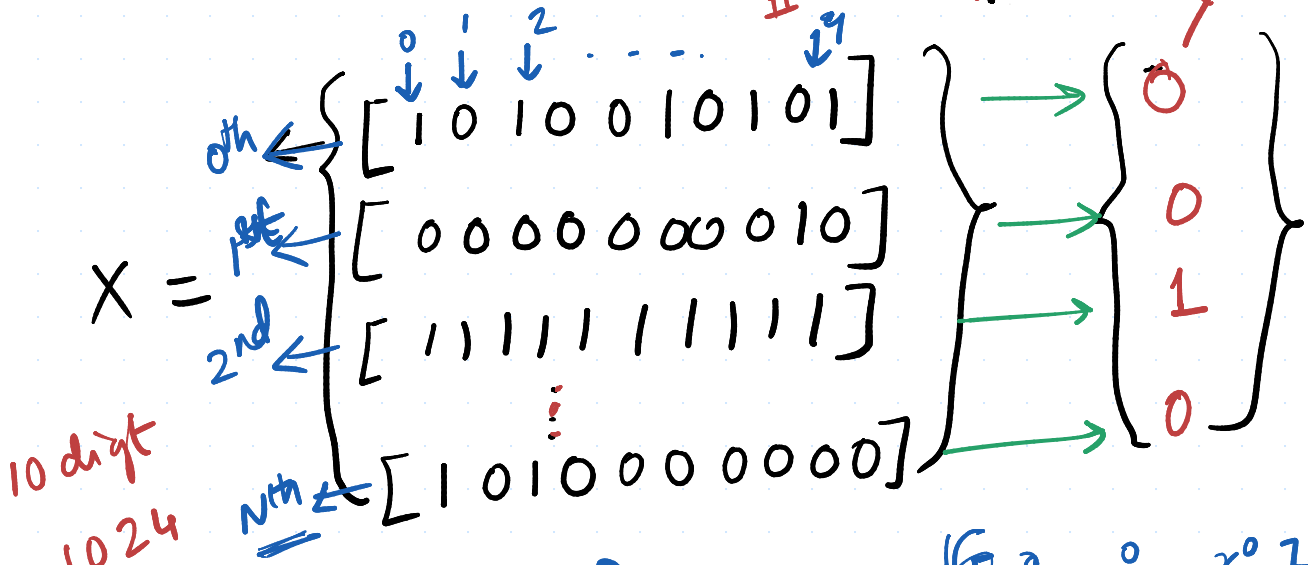 0 1 2 . . . . 9
0th [1 0 1 0 0 1 0 1 0 1] → 0
1st [0 0 0 0 0 0 0 0 1 0] → 0
X =
2nd [1 1 1 1 1 1 1 1 1 1] → 1
⋮
10 digt
Nth [1 0 1 0 0 0 0 0 0 0] → 0
1024